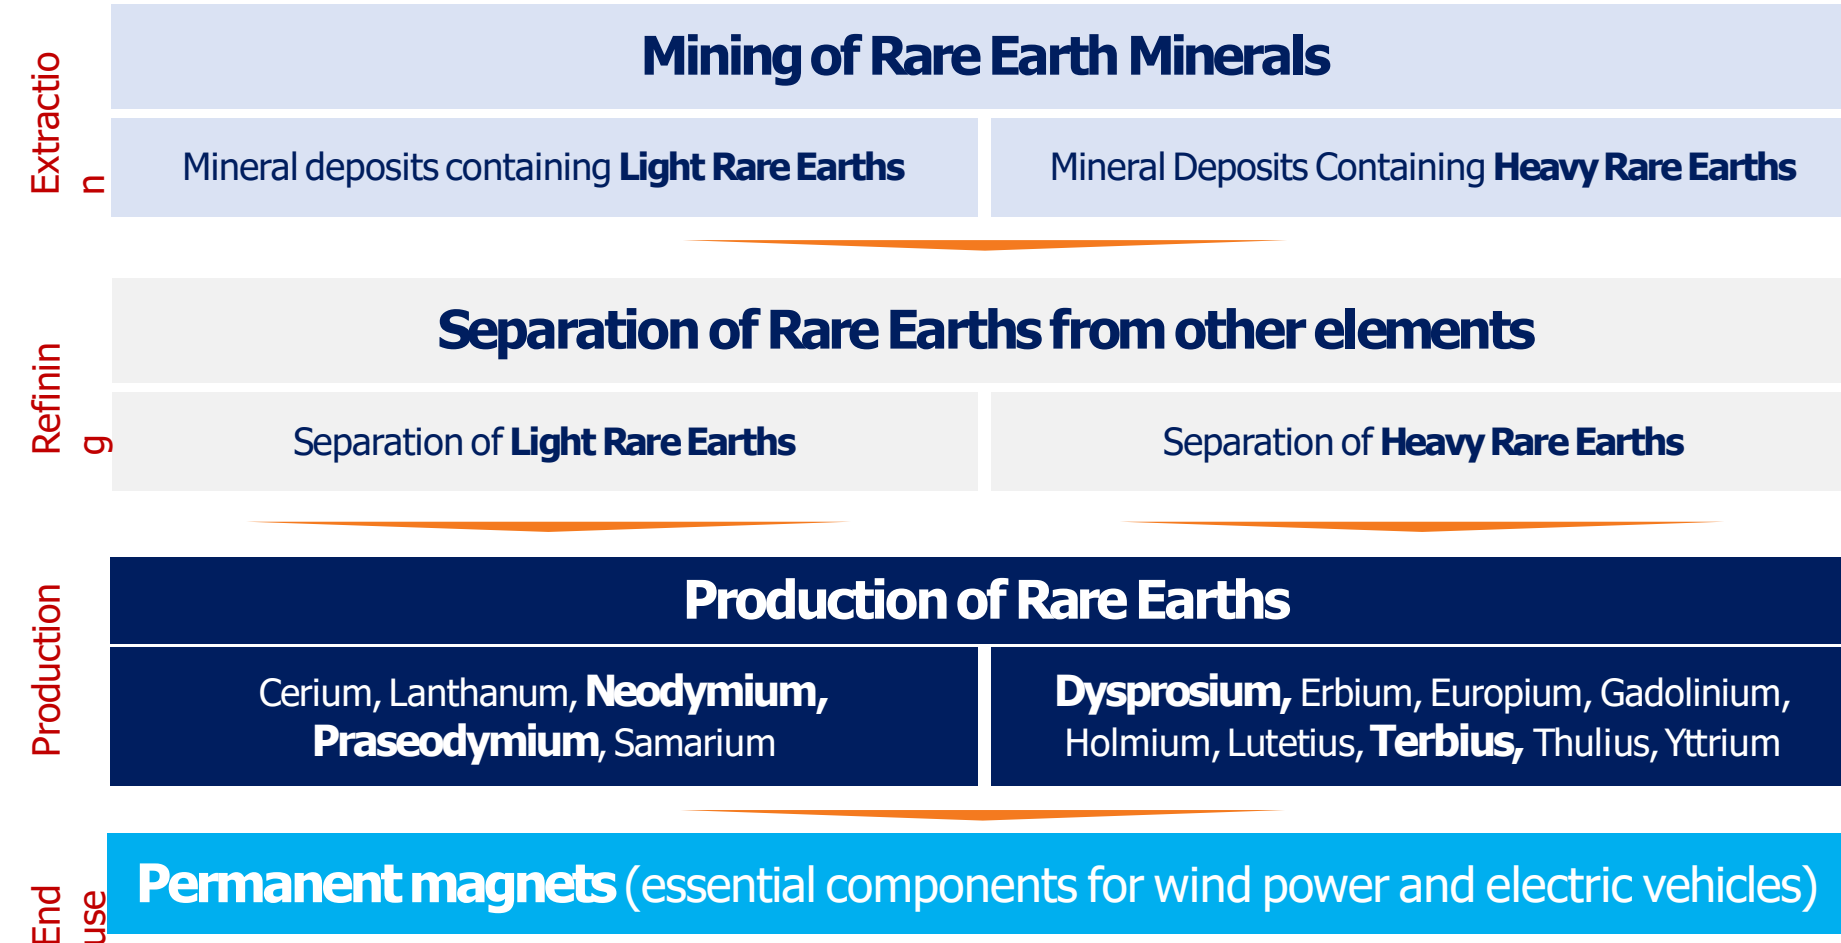 Extractio
n
Mining of Rare Earth Minerals
Mineral deposits containing Light Rare Earths
Mineral Deposits Containing Heavy Rare Earths
Refinin
g
Separation of Rare Earths from other elements
Separation of Light Rare Earths
Separation of Heavy Rare Earths
Production
Production of Rare Earths
Cerium, Lanthanum, Neodymium,
Praseodymium, Samarium
Dysprosium, Erbium, Europium, Gadolinium,
Holmium, Lutetius, Terbius, Thulius, Yttrium
End
use
Permanent magnets (essential components for wind power and electric vehicles)